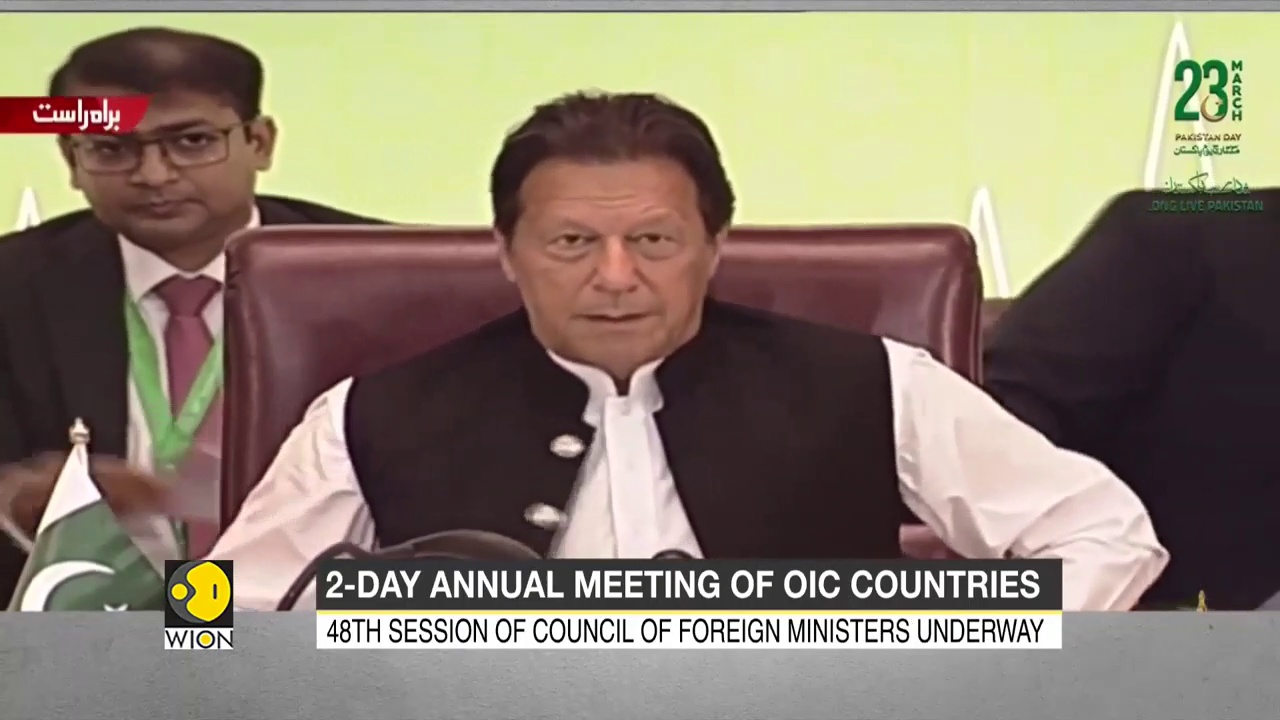 براہ راست
23
MARCH
PAKISTAN DAY
LONG LIVE PAKISTAN
WION
2-DAY ANNUAL MEETING OF OIC COUNTRIES
48TH SESSION OF COUNCIL OF FOREIGN MINISTERS UNDERWAY